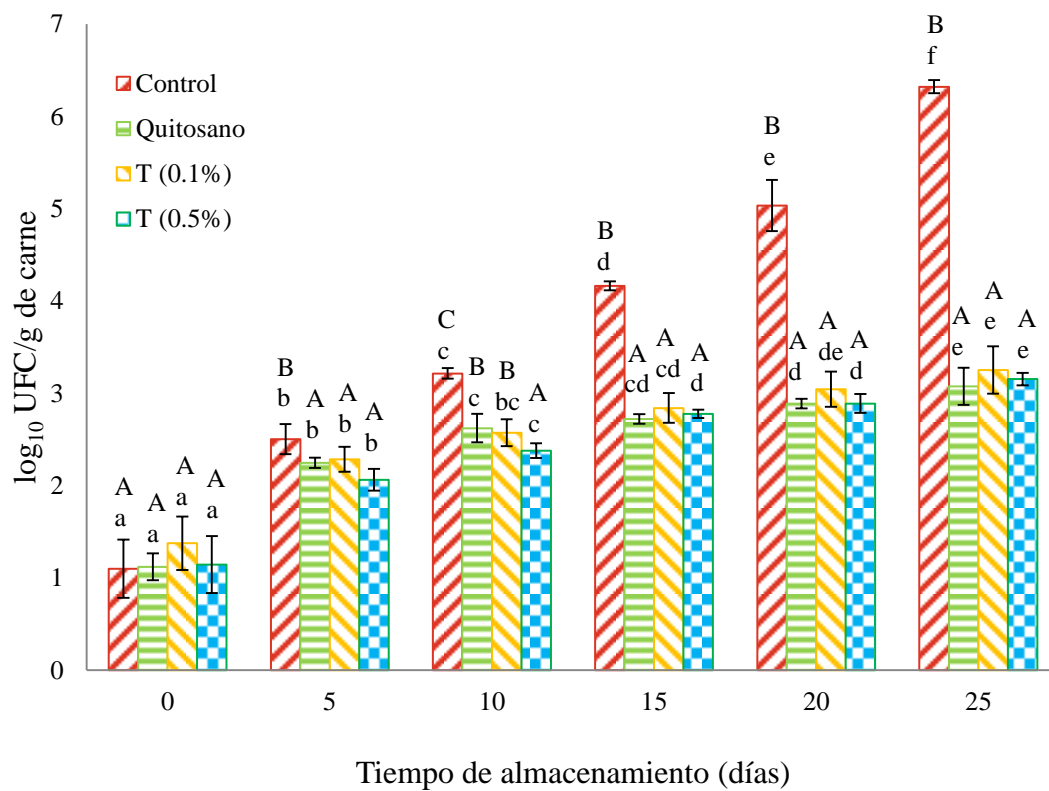 7
6
5
4
3
2
1
0
log10 UFC/g de carne
Control
Quitosano
T (0.1%)
T (0.5%)
A
a
A
a
A
a
A
a
B
b
A
b
A
b
A
b
C
c
B
c
B
bc
A
c
B
d
A
cd
A
cd
A
d
B
e
A
d
A
de
A
d
B
f
A
e
A
e
A
e
0 5 10 15 20 25
Tiempo de almacenamiento (días)